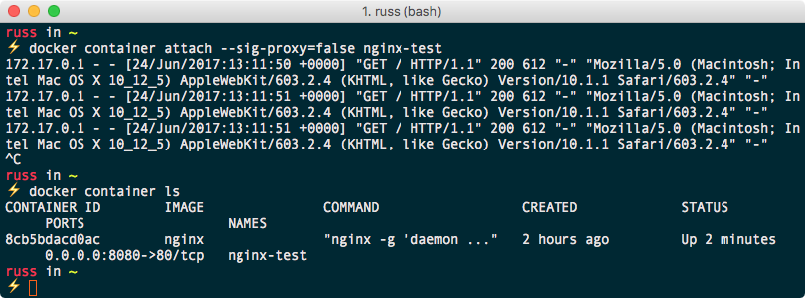 1. russ (bash)
russ in ~
⚡ docker container attach --sig-proxy=false nginx-test
172.17.0.1 - - [24/Jun/2017:13:11:50 +0000] "GET / HTTP/1.1" 200 612 "-" "Mozilla/5.0 (Macintosh; In
tel Mac OS X 10_12_5) AppleWebKit/603.2.4 (KHTML, like Gecko) Version/10.1.1 Safari/603.2.4" "-"
172.17.0.1 - - [24/Jun/2017:13:11:51 +0000] "GET / HTTP/1.1" 200 612 "-" "Mozilla/5.0 (Macintosh; In
tel Mac OS X 10_12_5) AppleWebKit/603.2.4 (KHTML, like Gecko) Version/10.1.1 Safari/603.2.4" "-"
172.17.0.1 - - [24/Jun/2017:13:11:51 +0000] "GET / HTTP/1.1" 200 612 "-" "Mozilla/5.0 (Macintosh; In
tel Mac OS X 10_12_5) AppleWebKit/603.2.4 (KHTML, like Gecko) Version/10.1.1 Safari/603.2.4" "-"
^C
russ in ~
⚡ docker container ls
CONTAINER ID        IMAGE               COMMAND                  CREATED             STATUS
     PORTS                  NAMES
8cb5bdacd0ac        nginx               "nginx -g 'daemon ..."   2 hours ago         Up 2 minutes
     0.0.0.0:8080->80/tcp   nginx-test
russ in ~
⚡